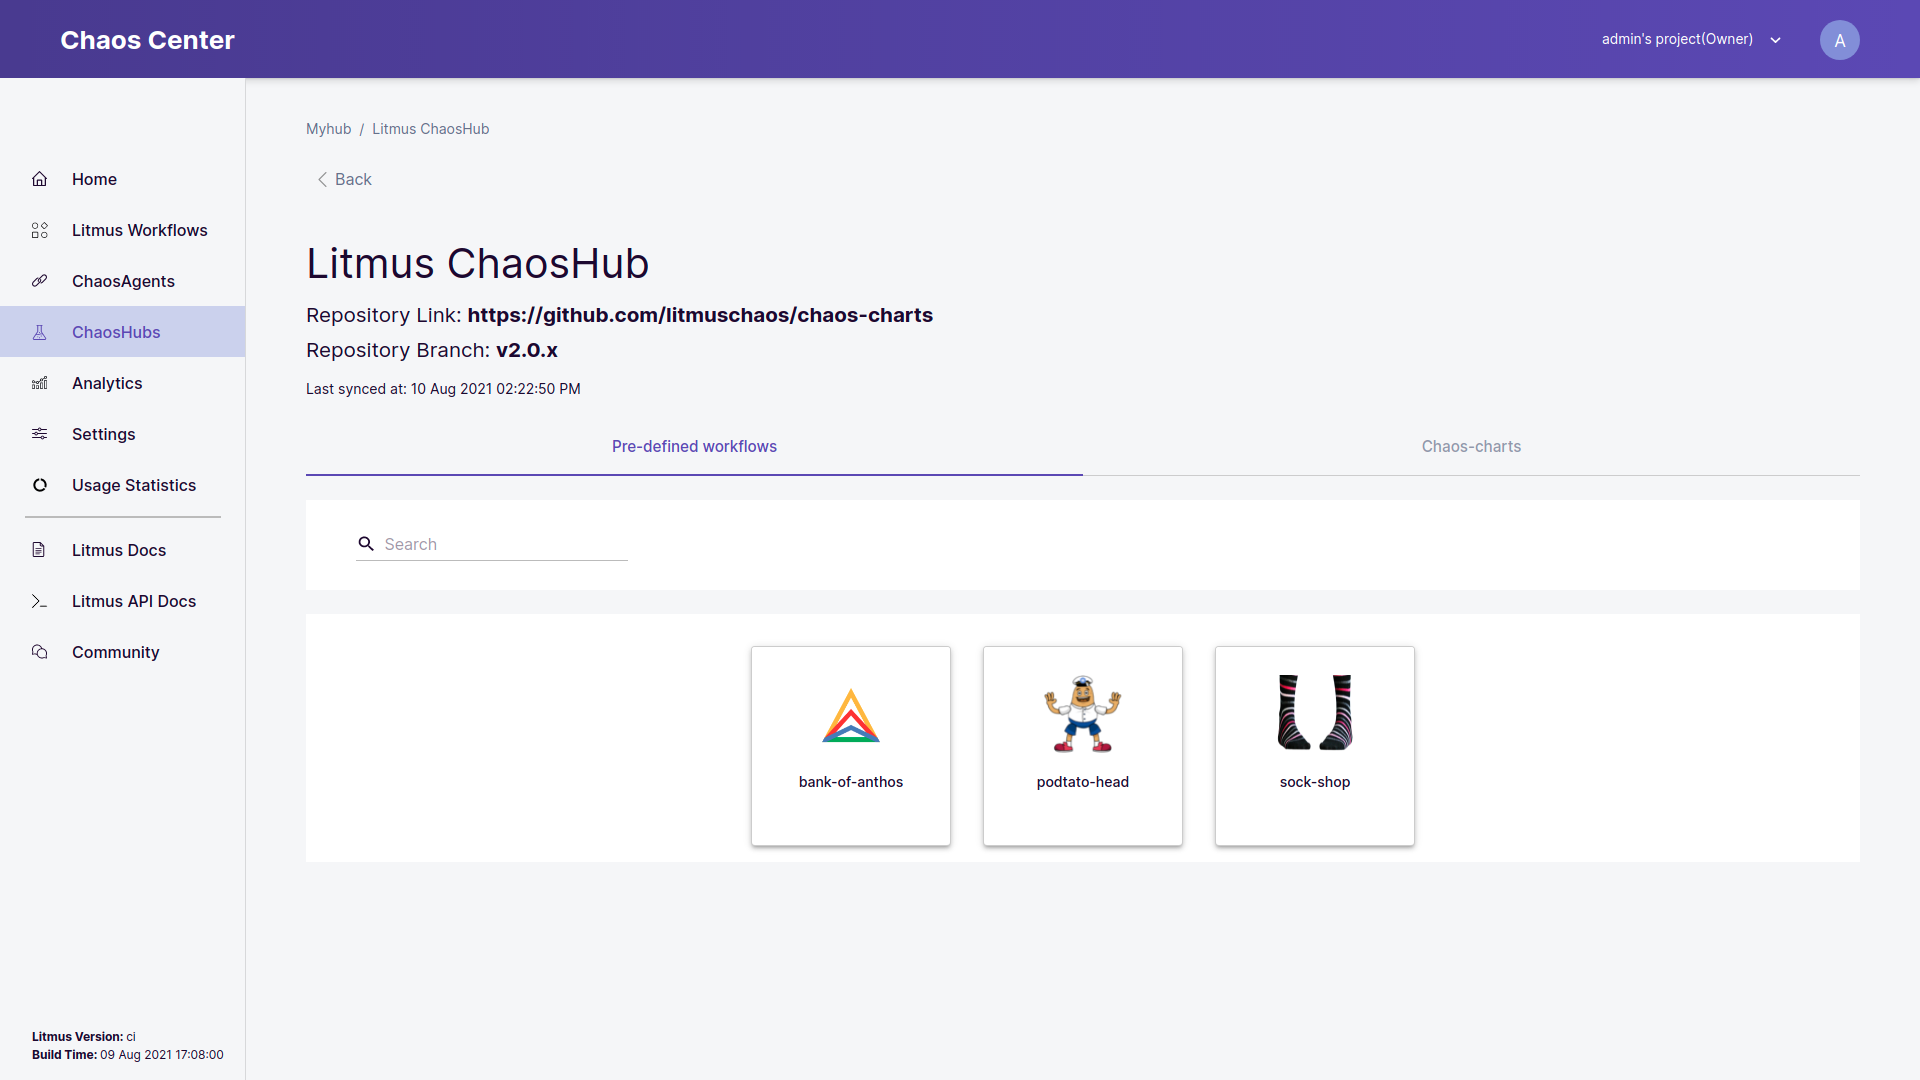 Chaos Center
admin's project(Owner)
A
Home
Litmus Workflows
ChaosAgents
ChaosHubs
Analytics
Settings
Usage Statistics
Litmus Docs
Litmus API Docs
Community
Litmus Version: ci
Build Time: 09 Aug 2021 17:08:00
Myhub / Litmus ChaosHub
Back
Litmus ChaosHub
Repository Link: https://github.com/litmuschaos/chaos-charts
Repository Branch: v2.0.x
Last synced at: 10 Aug 2021 02:22:50 PM
Pre-defined workflows
Chaos-charts
Search
bank-of-anthos
podtato-head
sock-shop